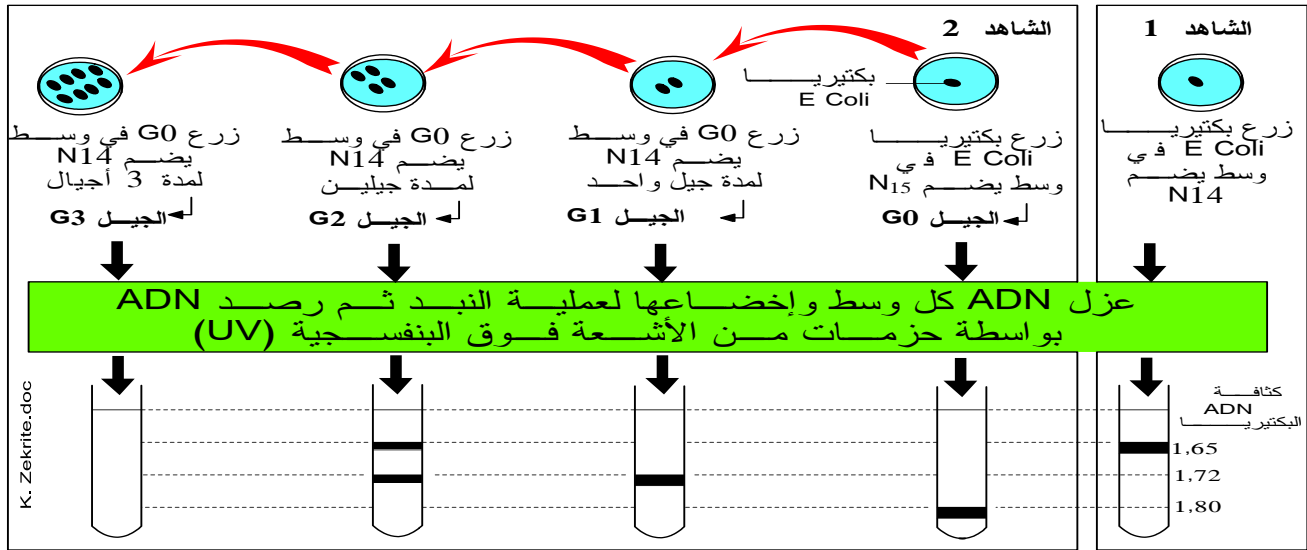 الشاهد 1
الشاهد 2
بكتيريا
E Coli
زرع بكتيريا
E Coli في
وسط يضم
N14
زرع بكتيريا
E Coli في
وسط يضم N15
الجيل G0
زرع G0 في وسط
يضم N14
لمدة جيل واحد
الجيل G1
زرع G0 في وسط
يضم N14
لمدة جيلين
الجيل G2
زرع G0 في وسط
يضم N14
لمدة 3 أجيال
الجيل G3
عزل ADN كل وسط وإخضاعها لعملية النبد ثم رصد ADN
بواسطة حزمات من الأشعة فوق البنفسجية (UV)
كثافة
ADN
البكتيريا
1,65
1,72
1,80
K. Zekrite.doc